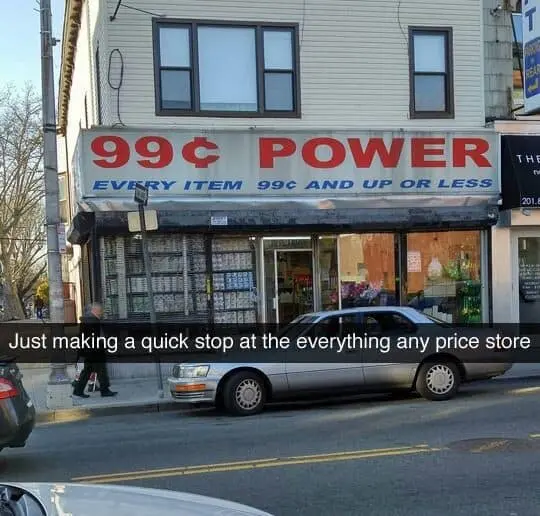 99¢ POWER
EVERY ITEM 99¢ AND UP OR LESS
THE
201.
Just making a quick stop at the everything any price store